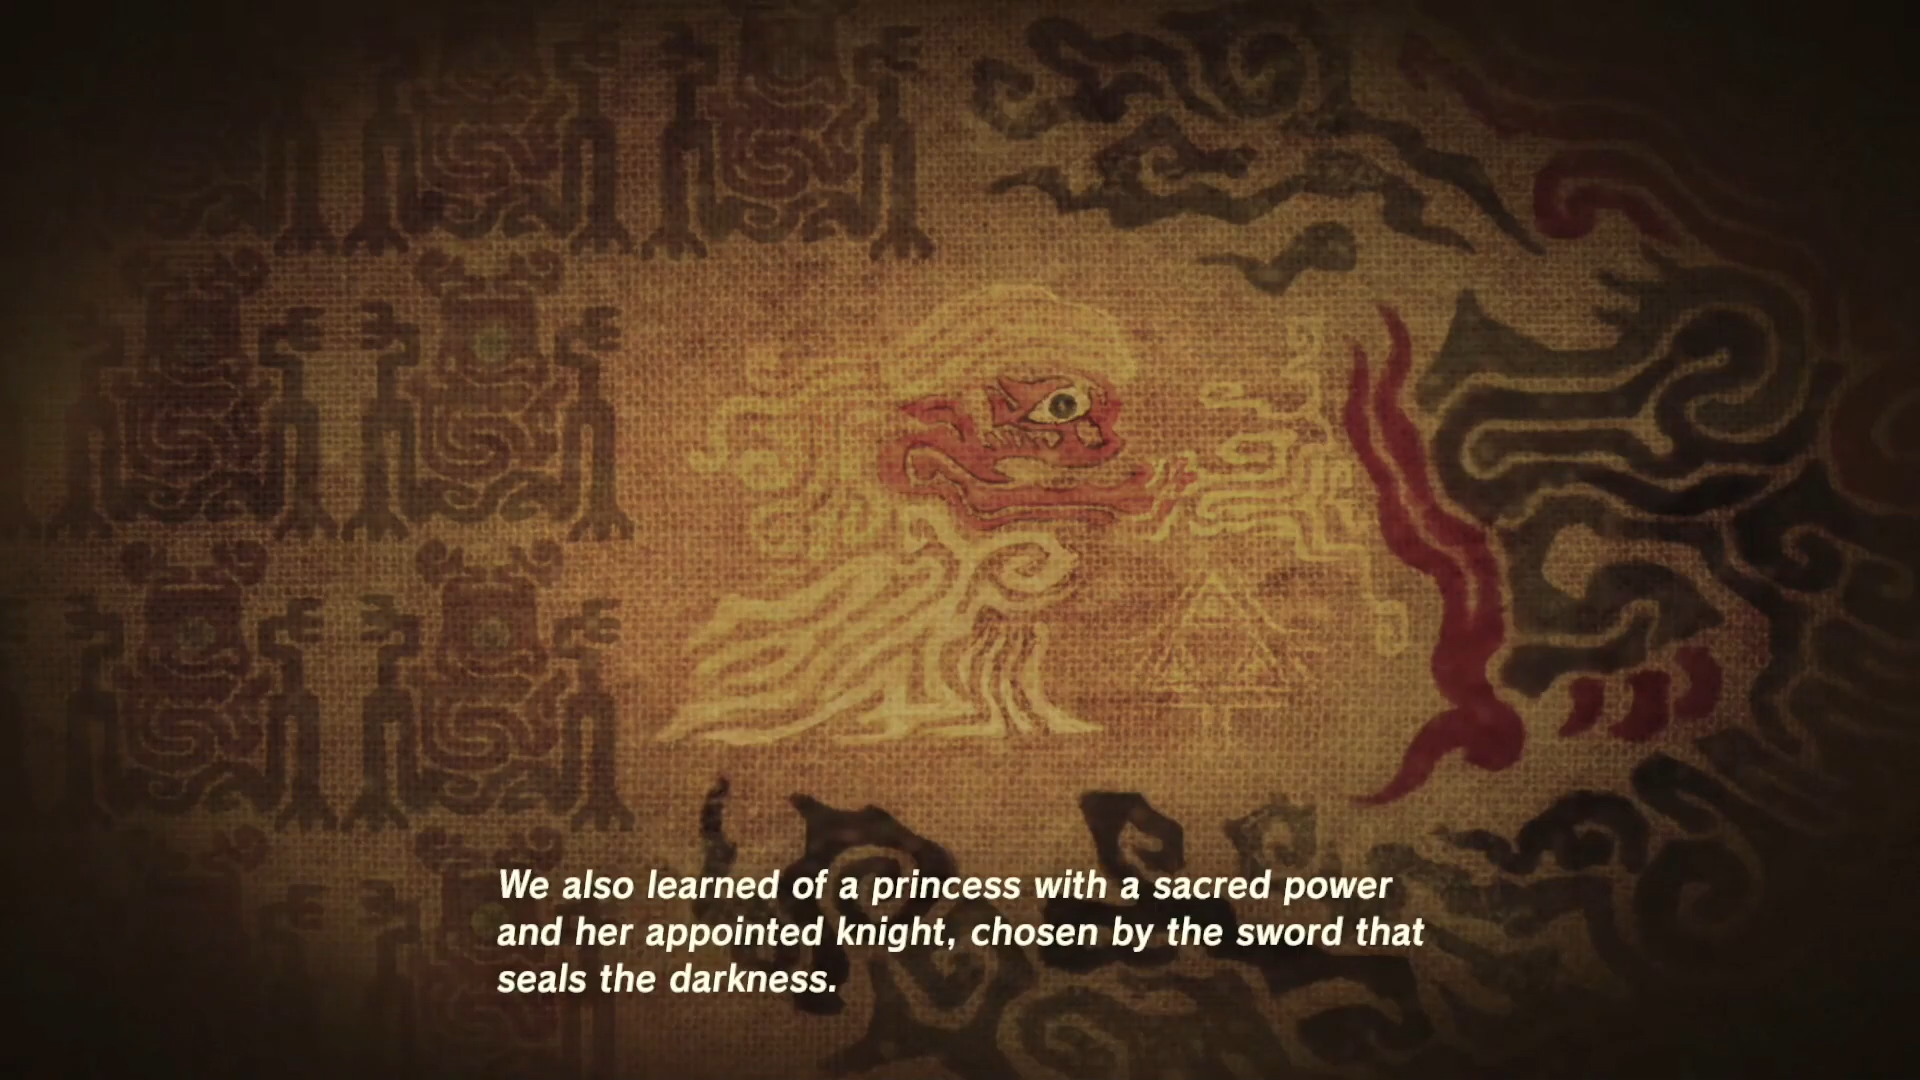 We also learned of a princess with a sacred power
and her appointed knight, chosen by the sword that
seals the darkness.